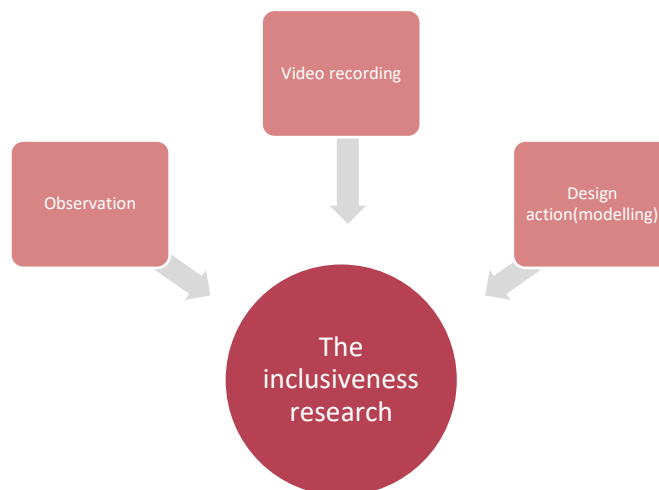 Video recording
Observation
Design
action(modelling)
The
inclusiveness
research